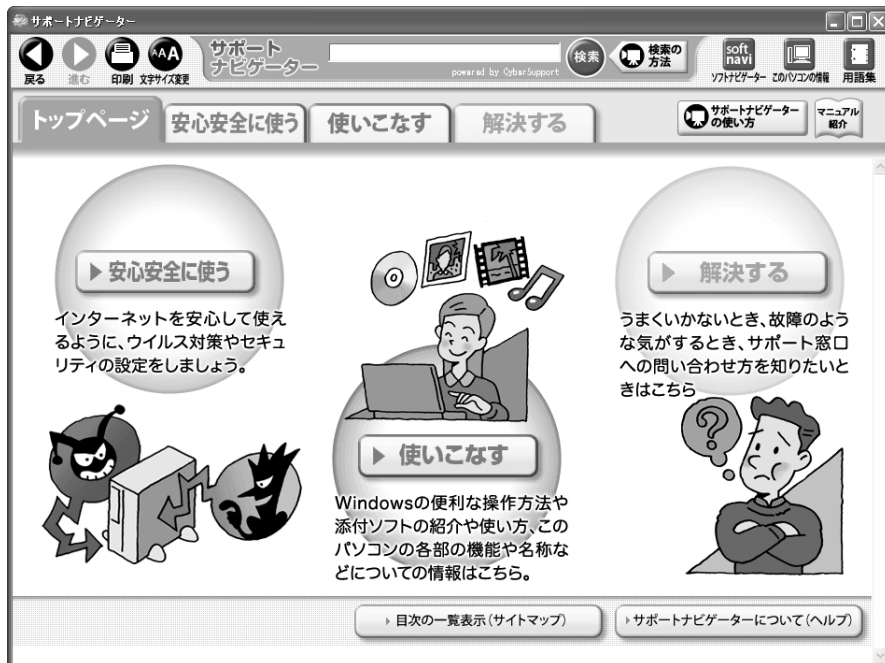 サポートナビゲーター
戻る
進む
印刷
AAA
文字サイズ変更
サポート
ナビゲーター
powered by CyberSupport
検索
検索の
方法
soft
navi
ソフトナビゲーター
このパソコンの情報
用語集
トップページ
安心安全に使う
使いこなす
解決する
サポートナビゲーター
の使い方
マニュアル
紹介
安心安全に使う
インターネットを安心して使え
るように、ウイルス対策やセキュ
リティの設定をしましょう。
使いこなす
Windowsの便利な操作方法や
添付ソフトの紹介や使い方、この
パソコンの各部の機能や名称な
どについての情報はこちら。
解決する
うまくいかないとき、故障のよう
な気がするとき、サポート窓口
への問い合わせ方を知りたいと
きはこちら
?
目次の一覧表示(サイトマップ)
サポートナビゲーターについて(ヘルプ)